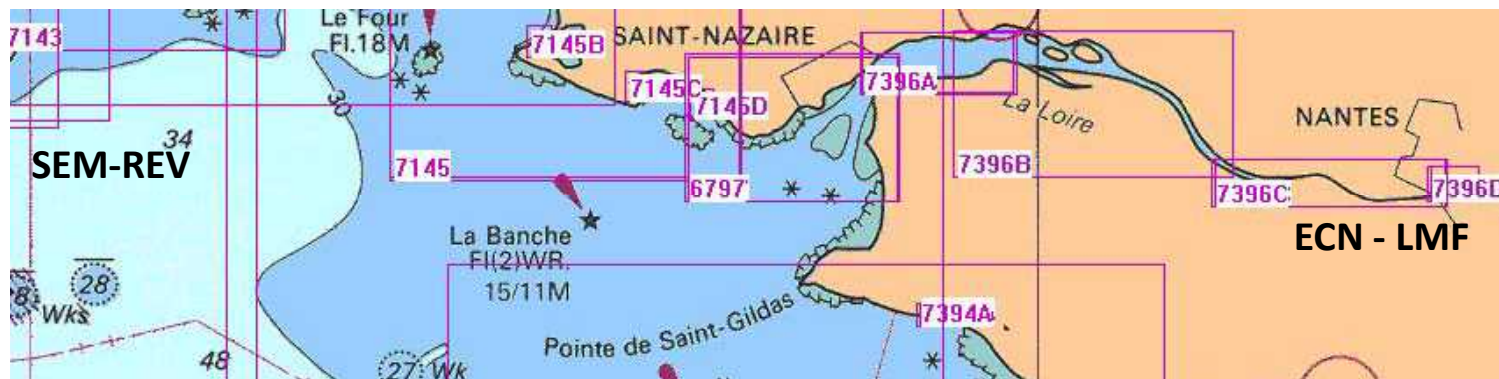 7143
Le Four
Fl.18M
7145B
SAINT-NAZAIRE
7145C
7145D
7396A
La Loire
30
34
SEM-REV
7145
6797
7396B
NANTES
7396C
7396D
ECN - LMF
La Banche
Fl(2)WR.
15/11M
28
8
Wks
Pointe de Saint-Gildas
7394A
48
27
Wk